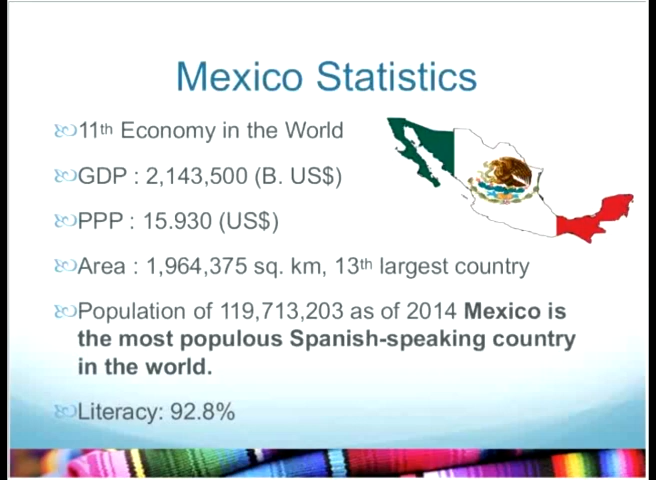 Mexico Statistics
11th Economy in the World
GDP : 2,143,500 (B. US$)
PPP : 15.930 (US$)
Area : 1,964,375 sq. km, 13th largest country
Population of 119,713,203 as of 2014 Mexico is
the most populous Spanish-speaking country
in the world.
Literacy: 92.8%